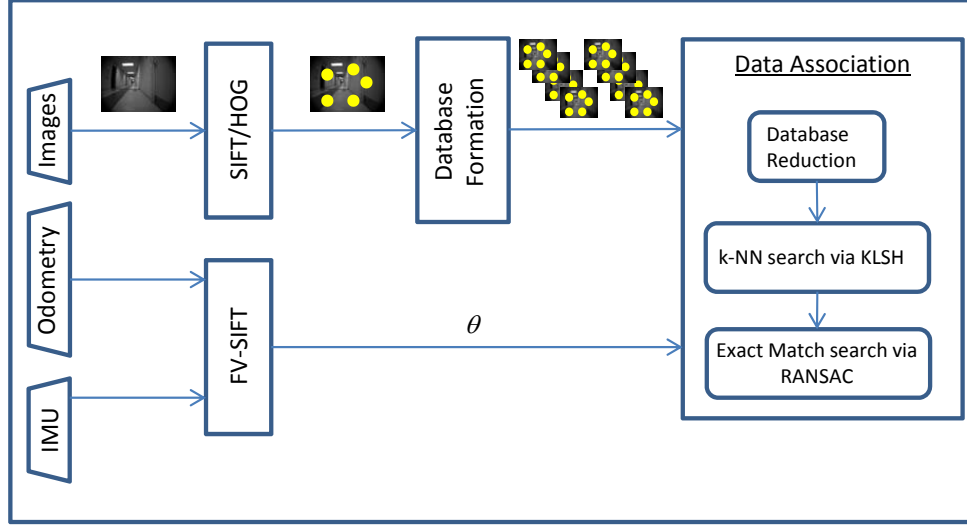 Images
SIFT/HOG
Database
Formation
Data Association
Database
Reduction
k-NN search via KLSH
Exact Match search via
RANSAC
Odometry
IMU
FV-SIFT
θ